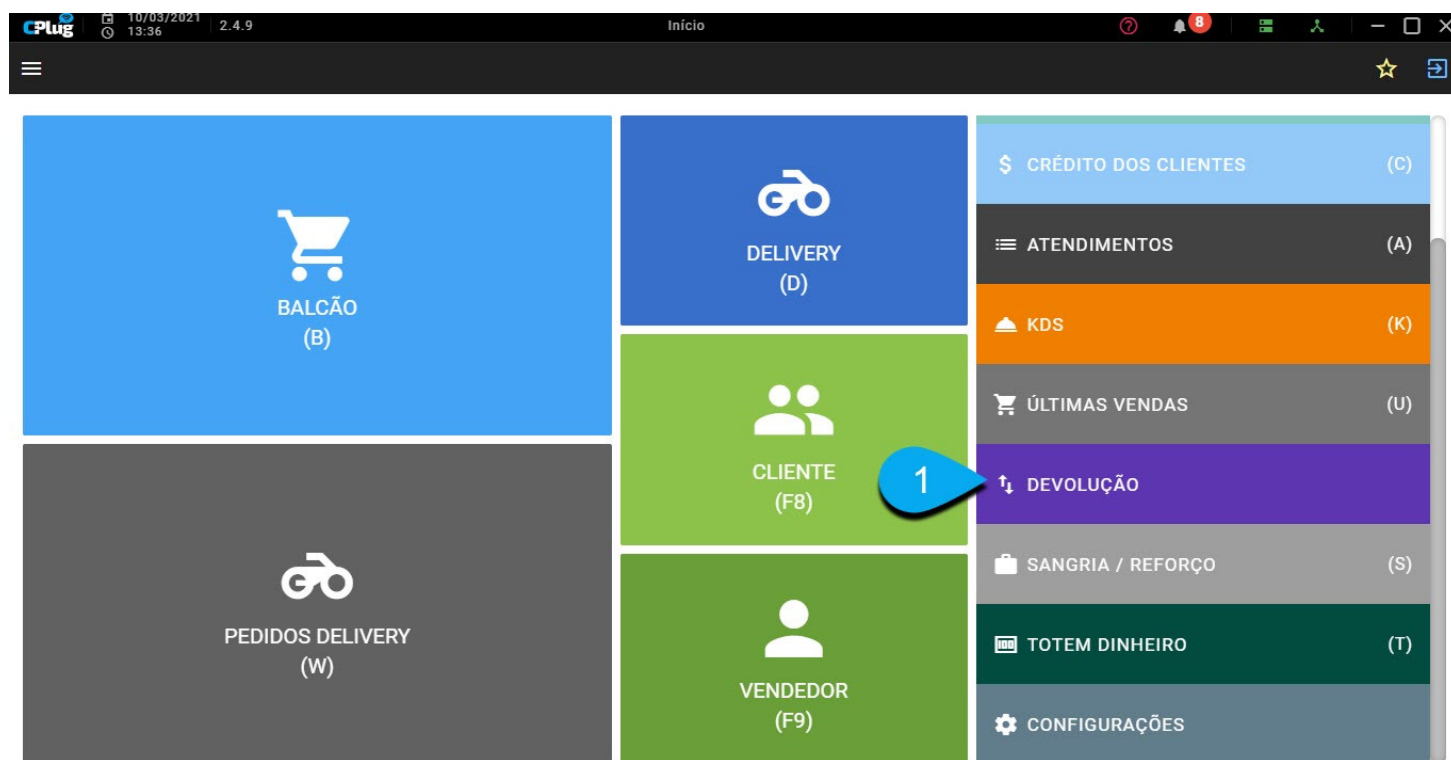 CPlug 10/03/2021 13:36 2.4.9 Início 8
BALCÃO
(B)
PEDIDOS DELIVERY
(W)
DELIVERY
(D)
CLIENTE
(F8)
VENDEDOR
(F9)
CRÉDITO DOS CLIENTES (C)
ATENDIMENTOS (A)
KDS (K)
ÚLTIMAS VENDAS (U)
1 DEVOLUÇÃO
SANGRIA / REFORÇO (S)
TOTEM DINHEIRO (T)
CONFIGURAÇÕES